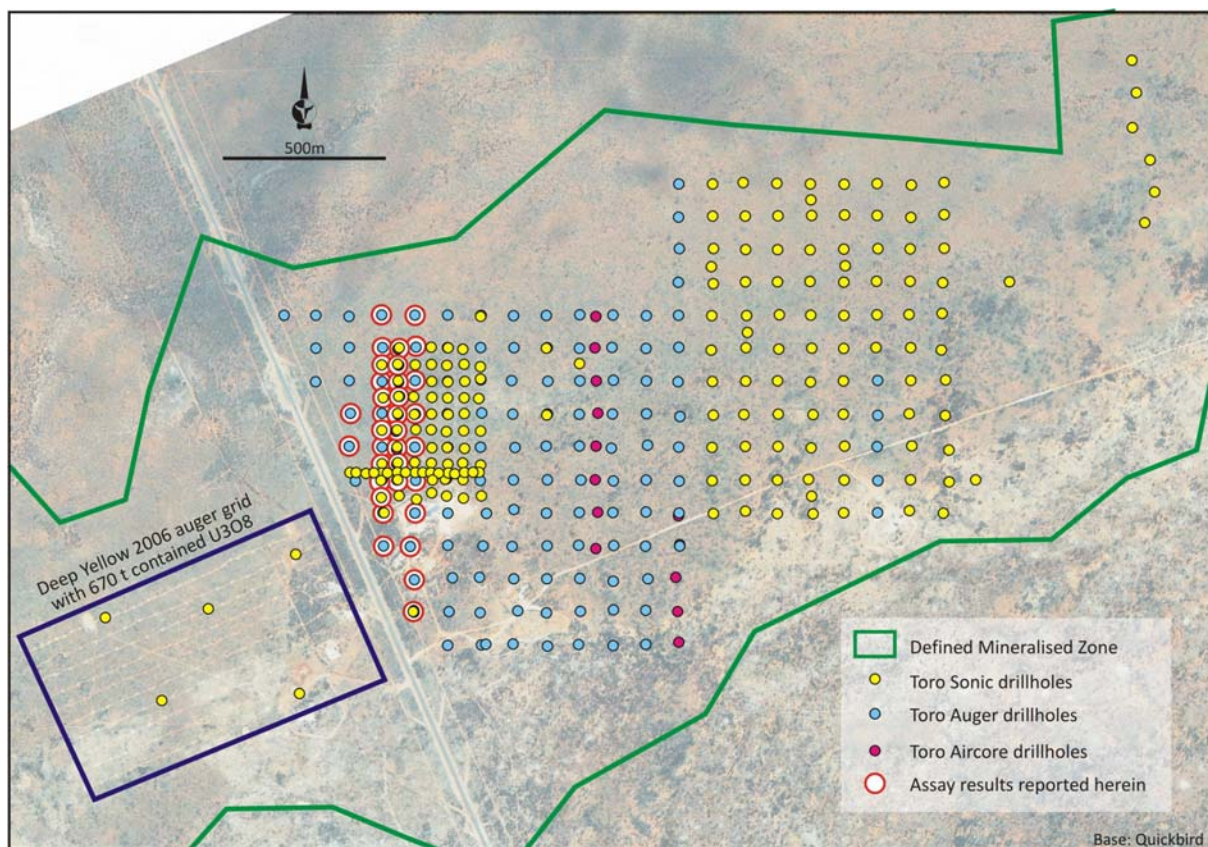 500m
Deep Yellow 2006 auger grid
with 670 t contained U3O8
Defined Mineralised Zone
Toro Sonic drillholes
Toro Auger drillholes
Toro Aircore drillholes
Assay results reported herein
Base: Quickbird